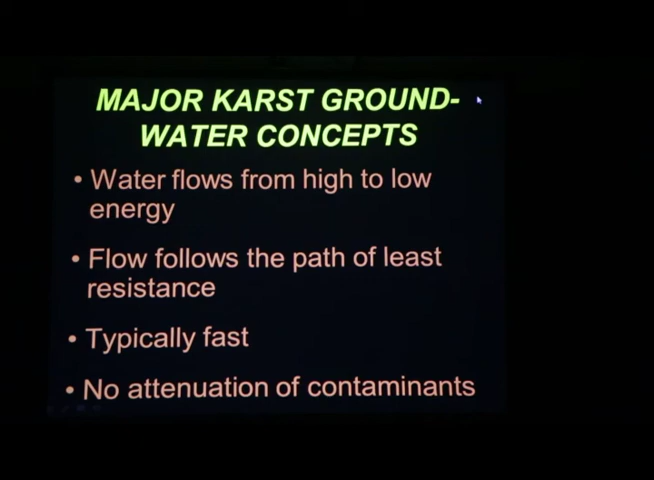 MAJOR KARST GROUND-
WATER CONCEPTS
• Water flows from high to low
energy
• Flow follows the path of least
resistance
• Typically fast
• No attenuation of contaminants